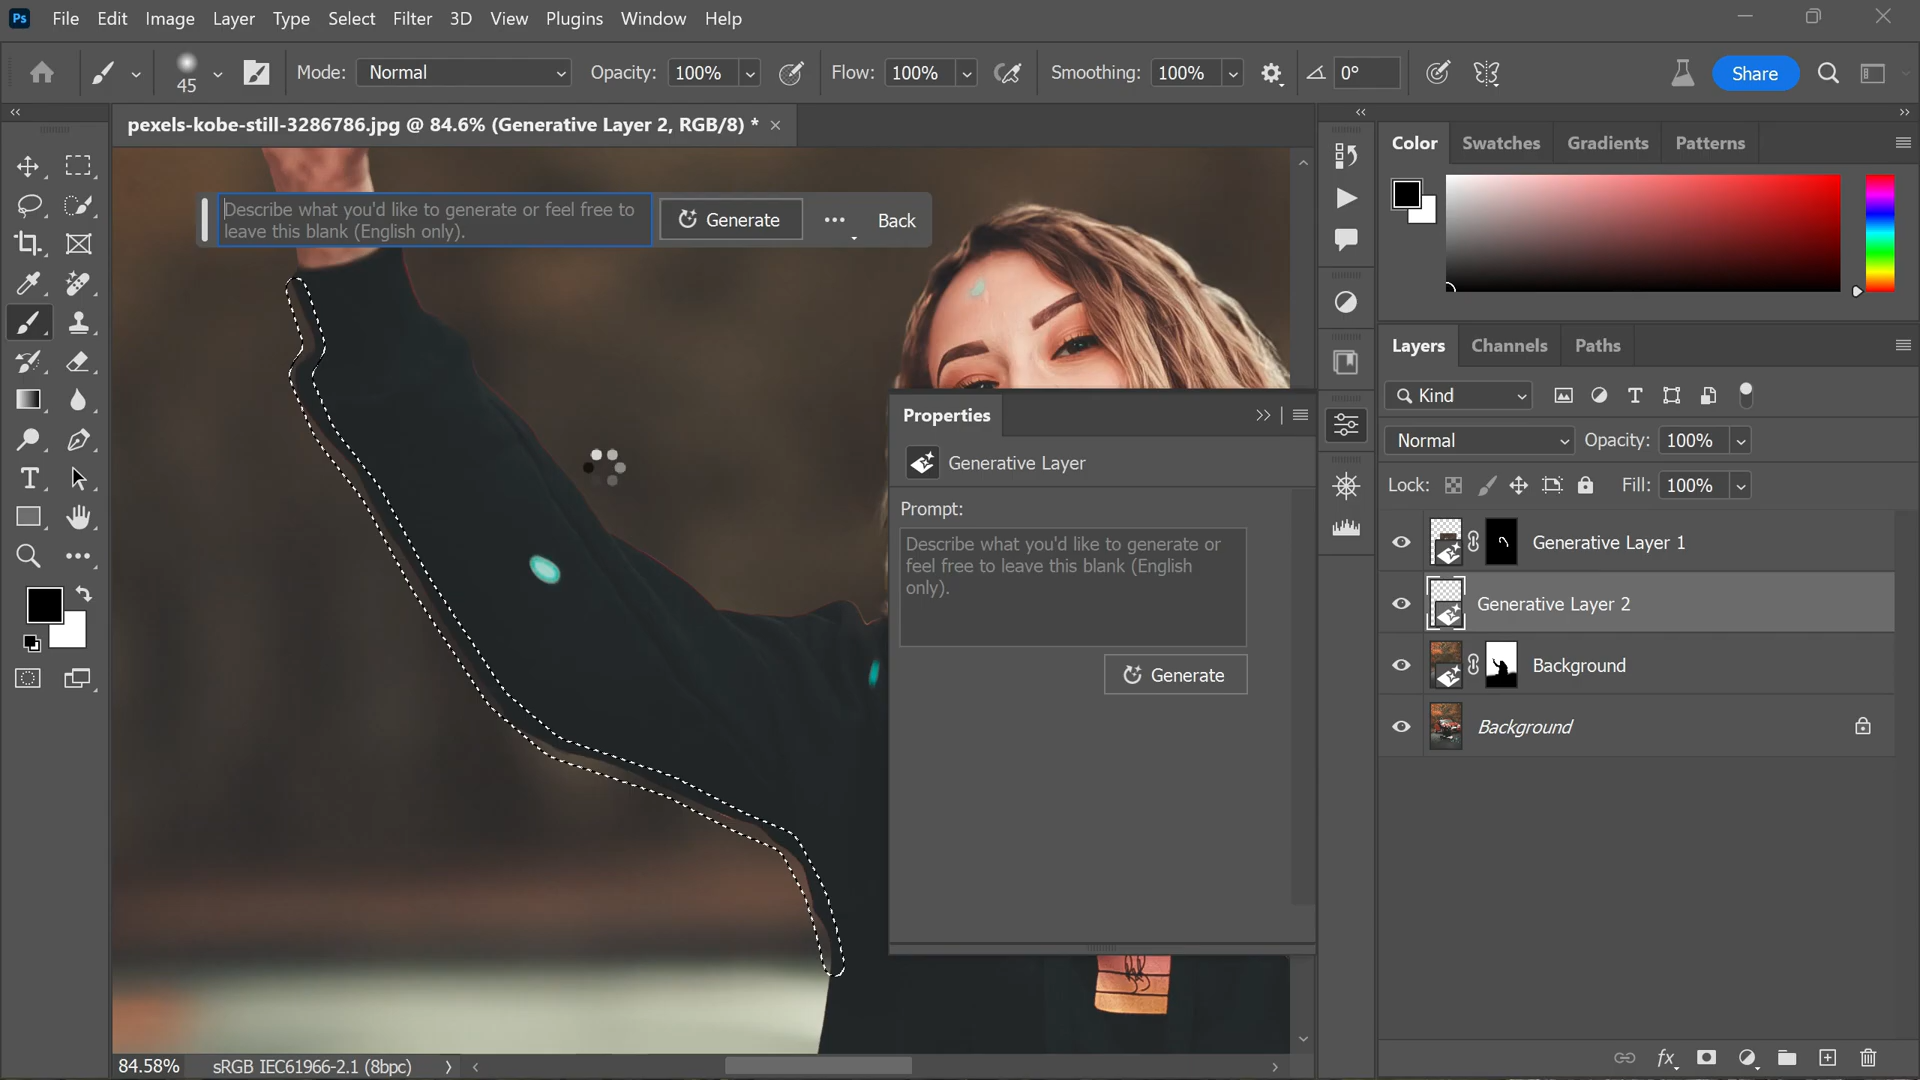 Ps File Edit Image Layer Type Select Filter 3D View Plugins Window Help
45 Mode: Normal Opacity: 100% Flow: 100% Smoothing: 100% 0° Share
pexels-kobe-still-3286786.jpg @ 84.6% (Generative Layer 2, RGB/8) *
Describe what you'd like to generate or feel free to
leave this blank (English only).
Generate
Back
Properties
Generative Layer
Prompt:
Describe what you'd like to generate or
feel free to leave this blank (English
only).
Generate
Color Swatches Gradients Patterns
Layers Channels Paths
Kind
Normal Opacity: 100%
Lock: Fill: 100%
Generative Layer 1
Generative Layer 2
Background
Background
fx
84.58% sRGB IEC61966-2.1 (8bpc)